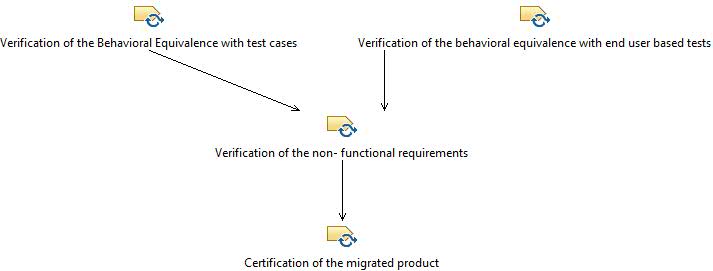 Verification of the Behavioral Equivalence with test cases
Verification of the behavioral equivalence with end user based tests
Verification of the non- functional requirements
Certification of the migrated product